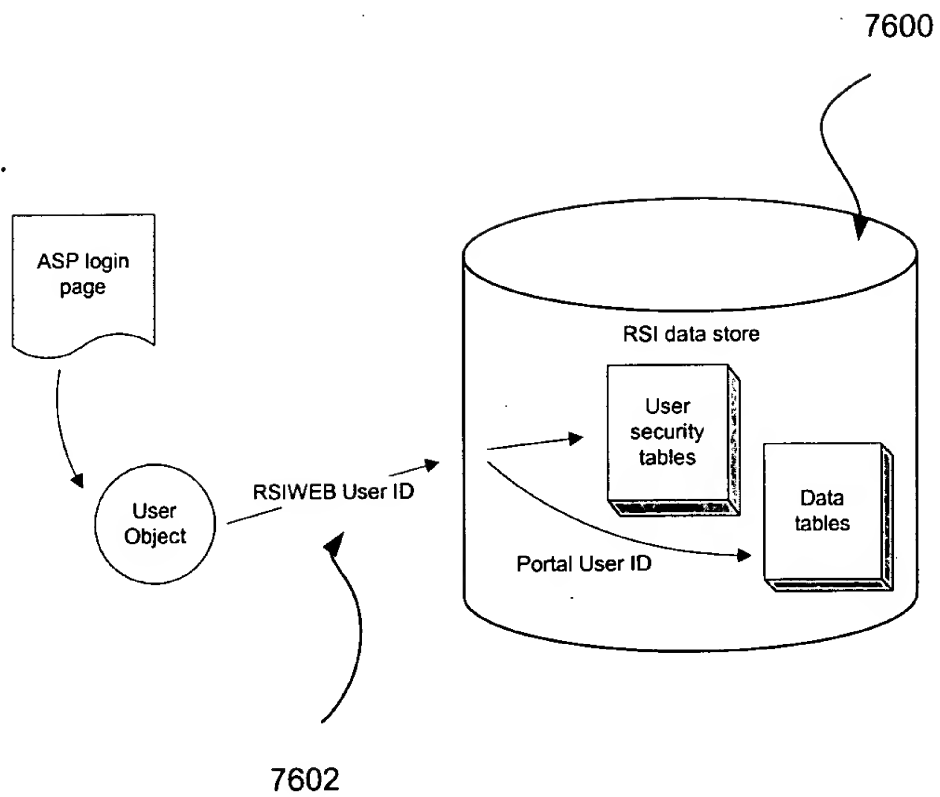 7600
ASP login
page
RSI data store
User
security
tables
RSIWEB User ID
User
Object
Data
tables
Portal User ID
7602